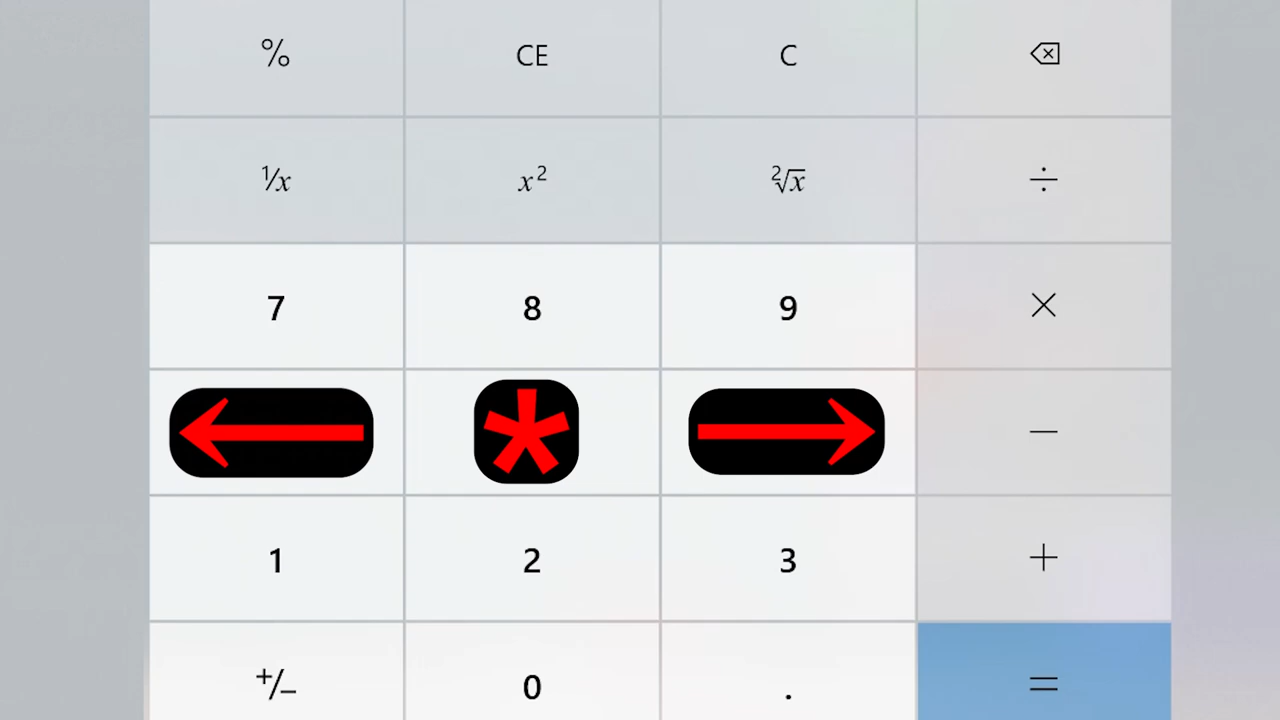 % CE C ⌫
¹/x x² ²√x ÷
7 8 9 ×
← * → −
1 2 3 +
+/− 0 . =